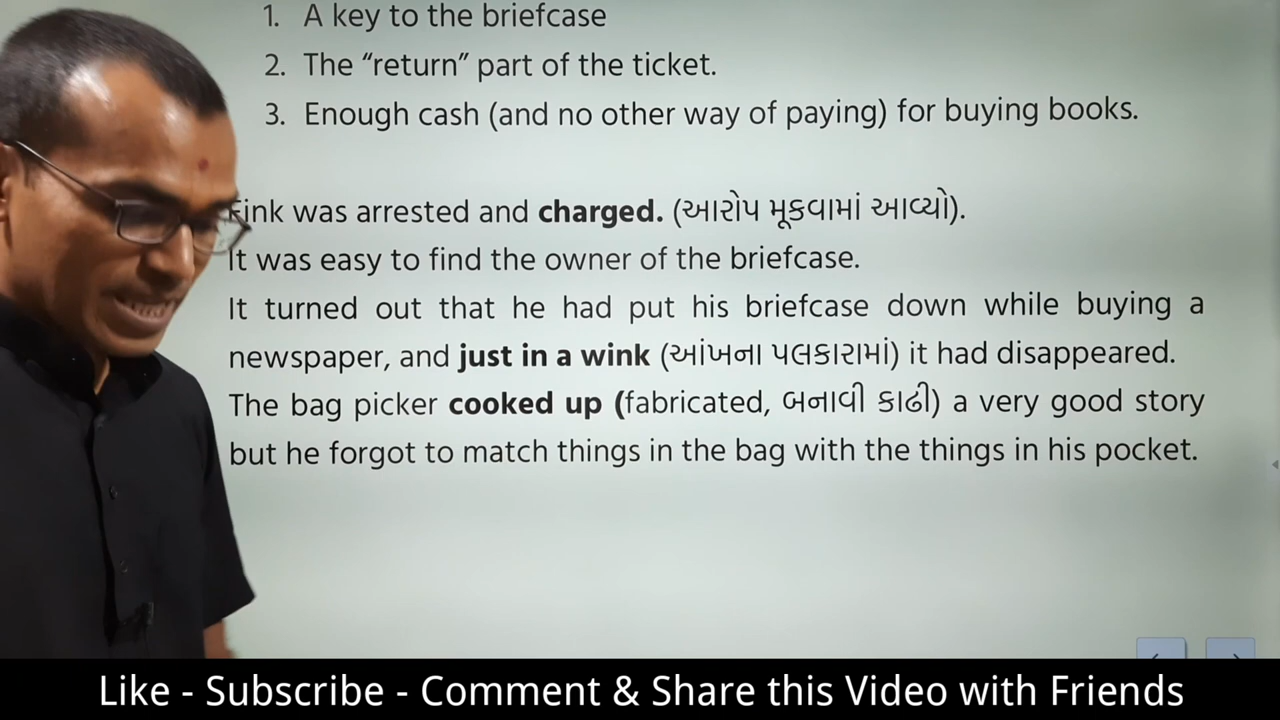 1. A key to the briefcase
2. The “return” part of the ticket.
3. Enough cash (and no other way of paying) for buying books.
Fink was arrested and charged. (આરોપ મૂકવામાં આવ્યો).
It was easy to find the owner of the briefcase.
It turned out that he had put his briefcase down while buying a
newspaper, and just in a wink (આંખના પલકારામાં) it had disappeared.
The bag picker cooked up (fabricated, બનાવી કાઢી) a very good story
but he forgot to match things in the bag with the things in his pocket.
Like - Subscribe - Comment & Share this Video with Friends